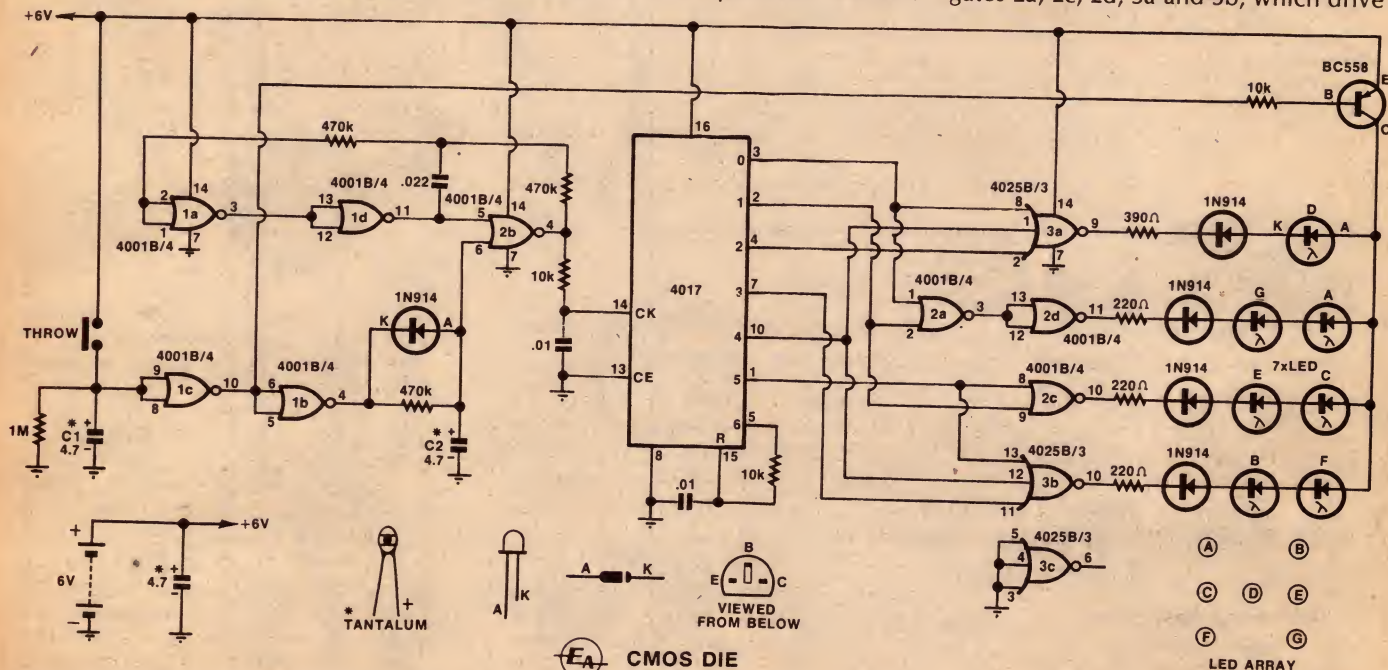 gates 2a, 2c, 2d, 3a and 3b, which drive
+6V
BC558
E
B
C
10k
470k
16
14
2
1
1a
3
7
4001B/4
4001B/4
13
12
1d
11
.022
4001B/4
470k
14
5
6
2b
4
7
10k
1N914
K
A
14
CK
.01
13
CE
4017
0 3
1 2
2 4
3 7
4 10
5 1
6 5
R
8
15
.01
10k
THROW
4001B/4
9
8
1c
10
4001B/4
6
5
1b
4
470k
1M
* +
C1
4.7 -
* +
C2
4.7 -
4025B/3
8
1
2
3a
14
9
7
390Ω
1N914
D
K
A
λ
1
2
2a
3
13
12
2d
11
4001B/4
220Ω
1N914
G
A
λ
λ
4001B/4
8
9
2c
10
220Ω
1N914
E
C
7xLED
λ
λ
4025B/3
13
12
11
3b
10
220Ω
1N914
B
F
λ
λ
4025B/3
5
4
3
3c
6
+
6V
-
+6V
* +
4.7
-
* +
TANTALUM
A
K
A K
B
E C
VIEWED
FROM BELOW
EA CMOS DIE
A B
C D E
F G
LED ARRAY